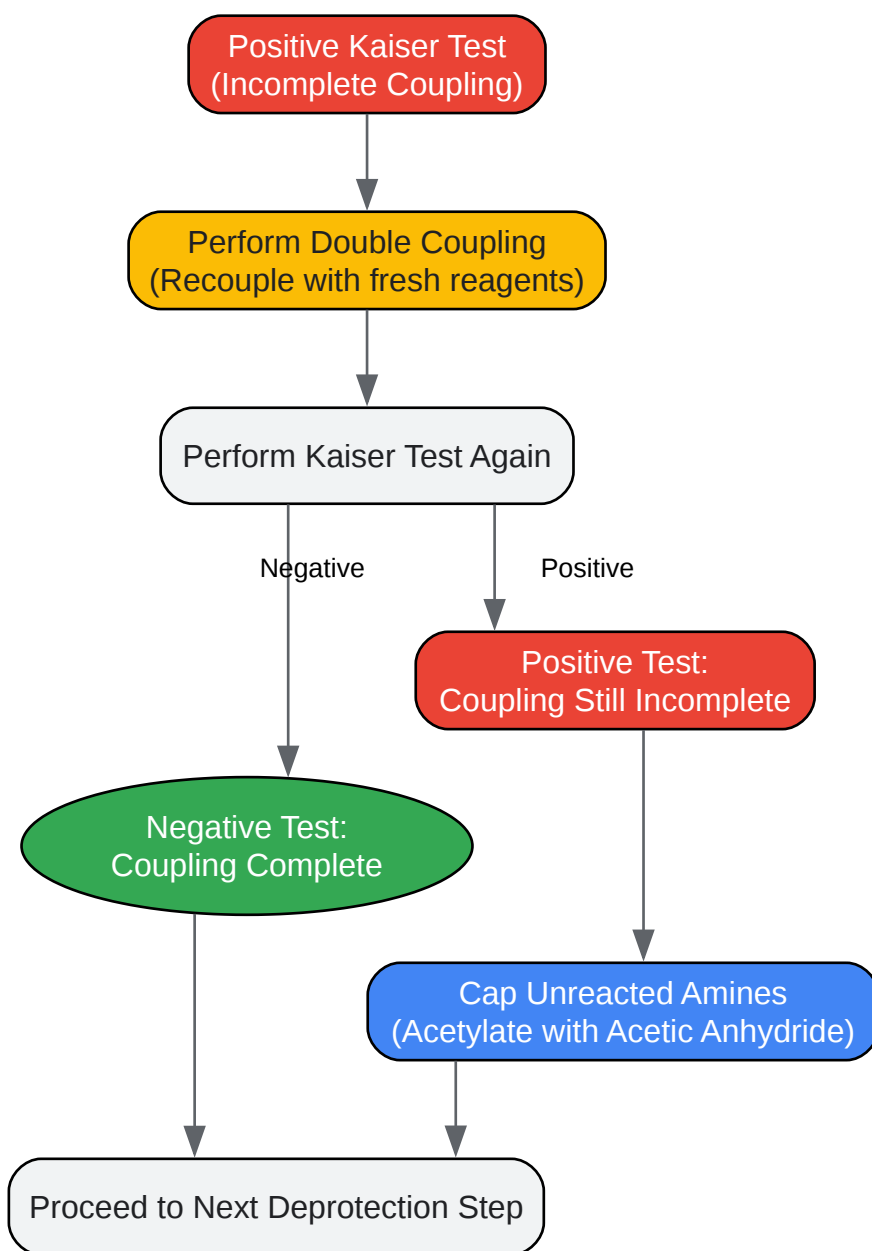 Positive Kaiser Test
(Incomplete Coupling)
Perform Double Coupling
(Recouple with fresh reagents)
Perform Kaiser Test Again
Negative
Positive
Positive Test:
Coupling Still Incomplete
Negative Test:
Coupling Complete
Cap Unreacted Amines
(Acetylate with Acetic Anhydride)
Proceed to Next Deprotection Step